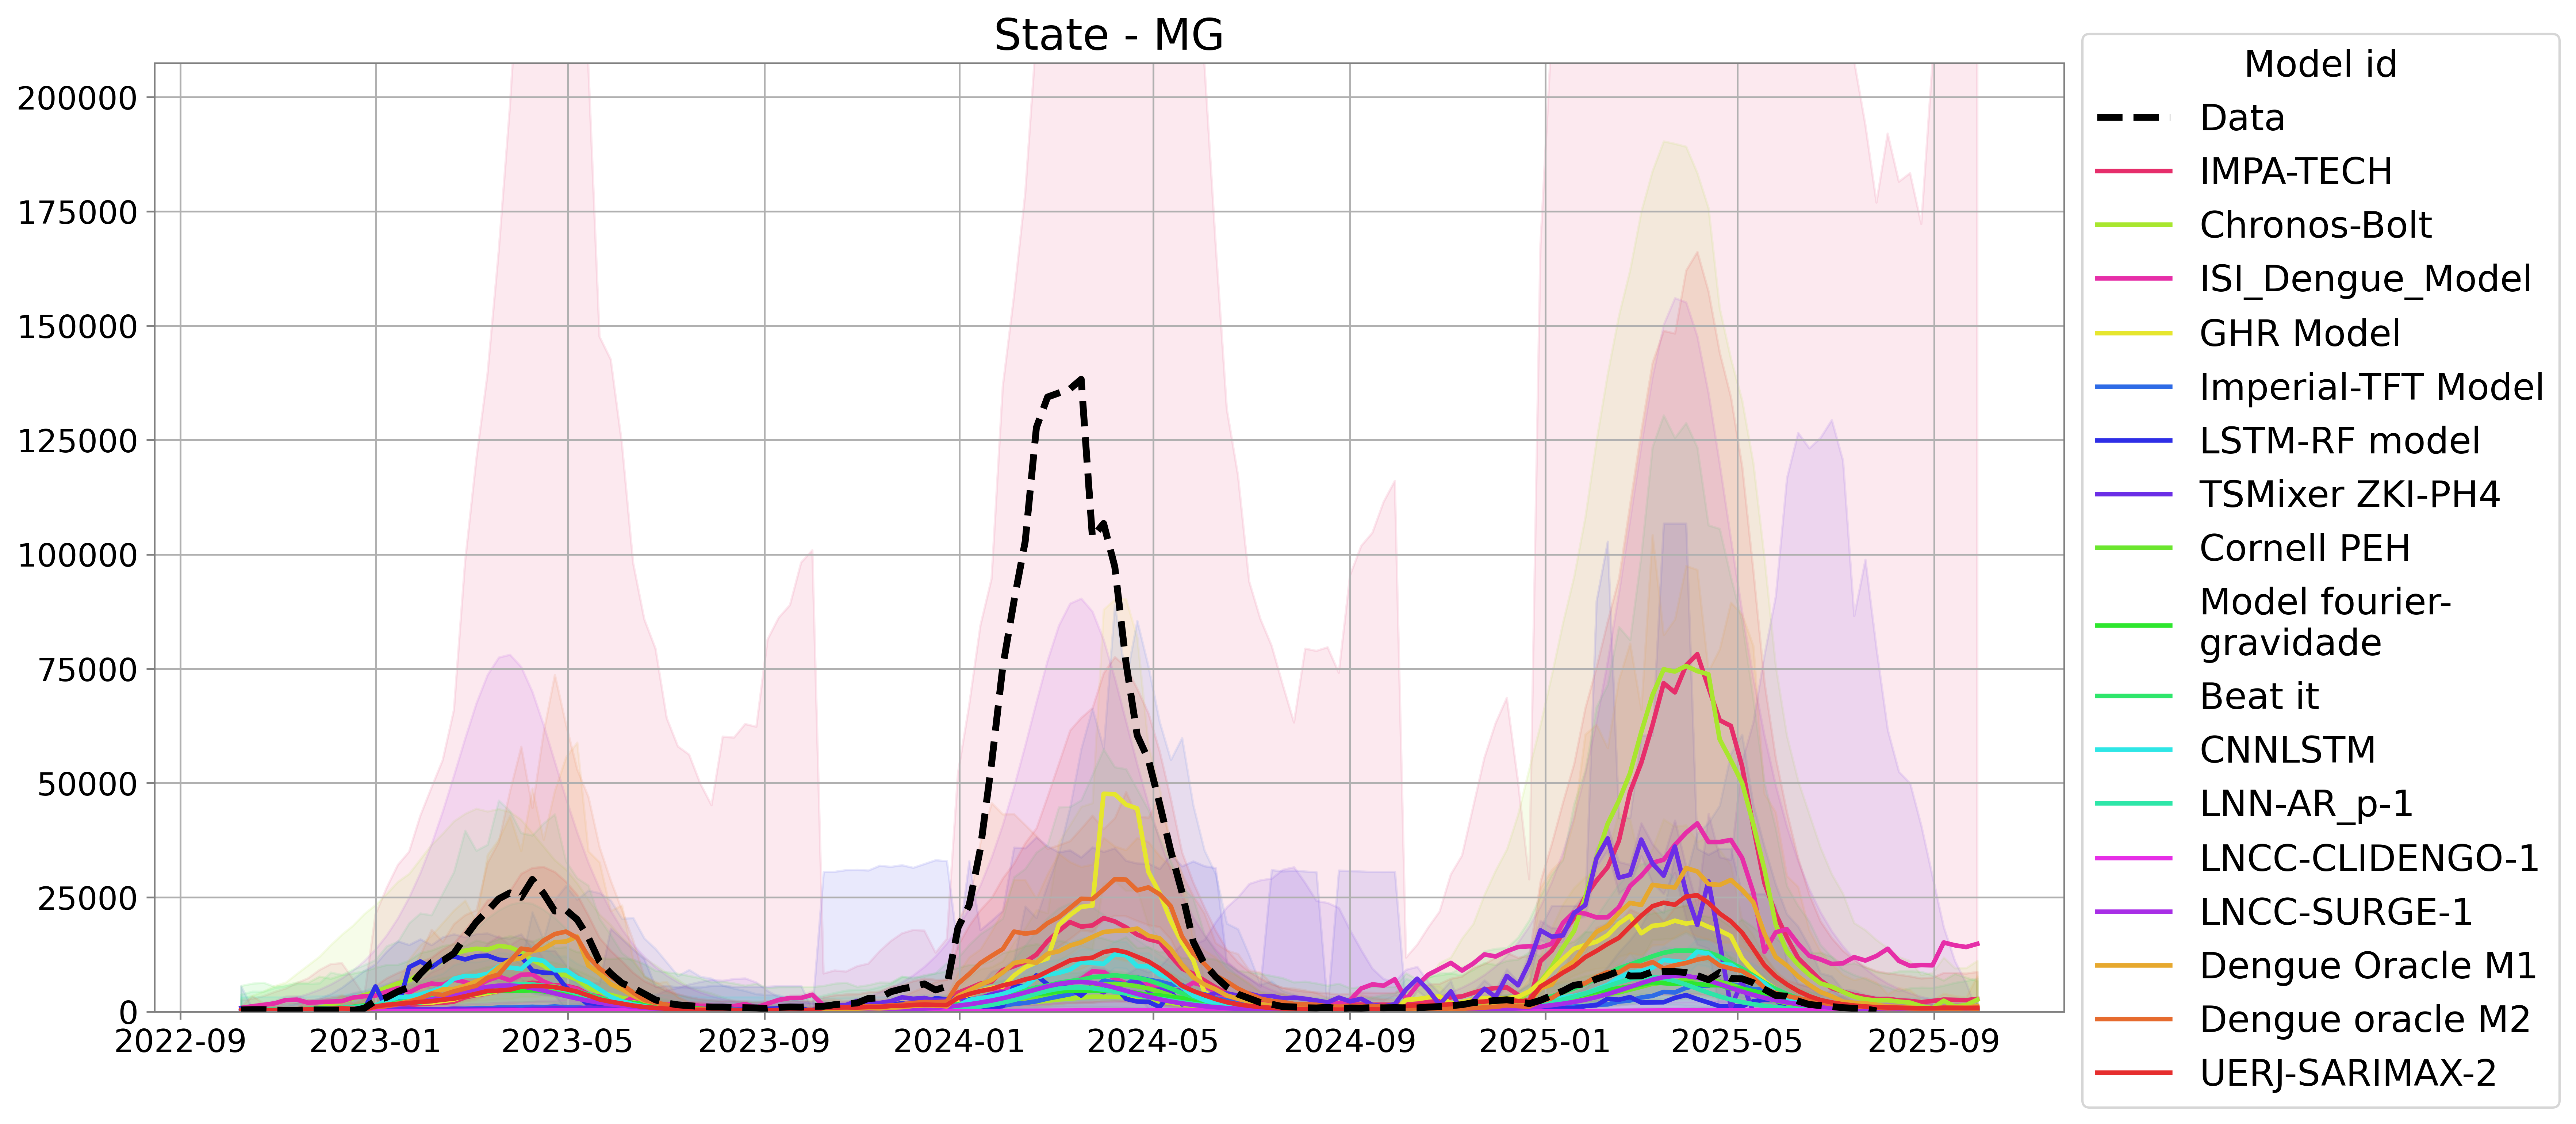 State - MG
200000
175000
150000
125000
100000
75000
50000
25000
0
2022-09
2023-01
2023-05
2023-09
2024-01
2024-05
2024-09
2025-01
2025-05
2025-09
Model id
Data
IMPA-TECH
Chronos-Bolt
ISI_Dengue_Model
GHR Model
Imperial-TFT Model
LSTM-RF model
TSMixer ZKI-PH4
Cornell PEH
Model fourier-
gravidade
Beat it
CNNLSTM
LNN-AR_p-1
LNCC-CLIDENGO-1
LNCC-SURGE-1
Dengue Oracle M1
Dengue oracle M2
UERJ-SARIMAX-2